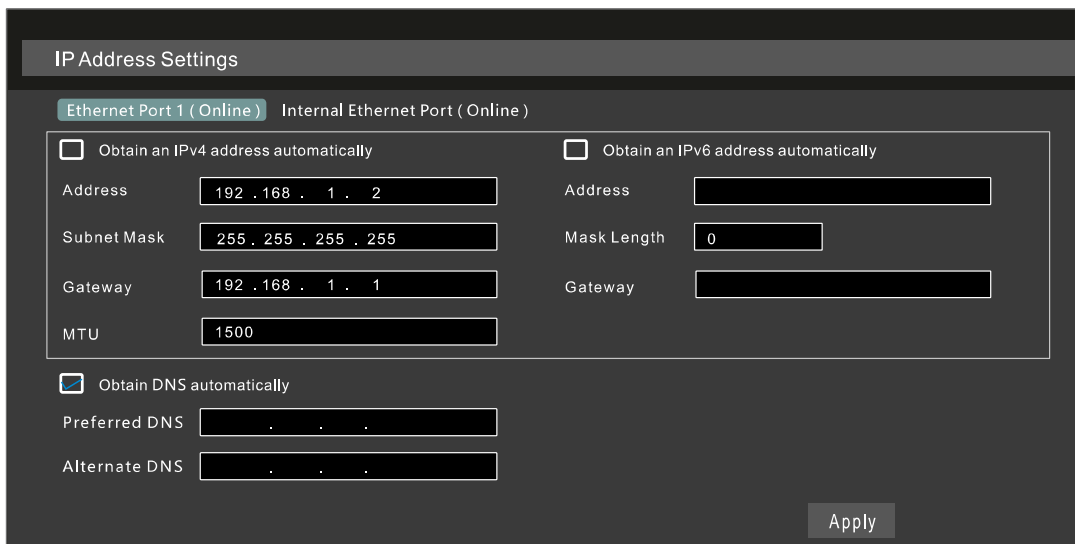 IP Address Settings
Ethernet Port 1 ( Online ) Internal Ethernet Port ( Online )
Obtain an IPv4 address automatically
Address 192 . 168 . 1 . 2
Subnet Mask 255 . 255 . 255 . 255
Gateway 192 . 168 . 1 . 1
MTU 1500
Obtain an IPv6 address automatically
Address
Mask Length 0
Gateway
Obtain DNS automatically
Preferred DNS . . .
Alternate DNS . . .
Apply